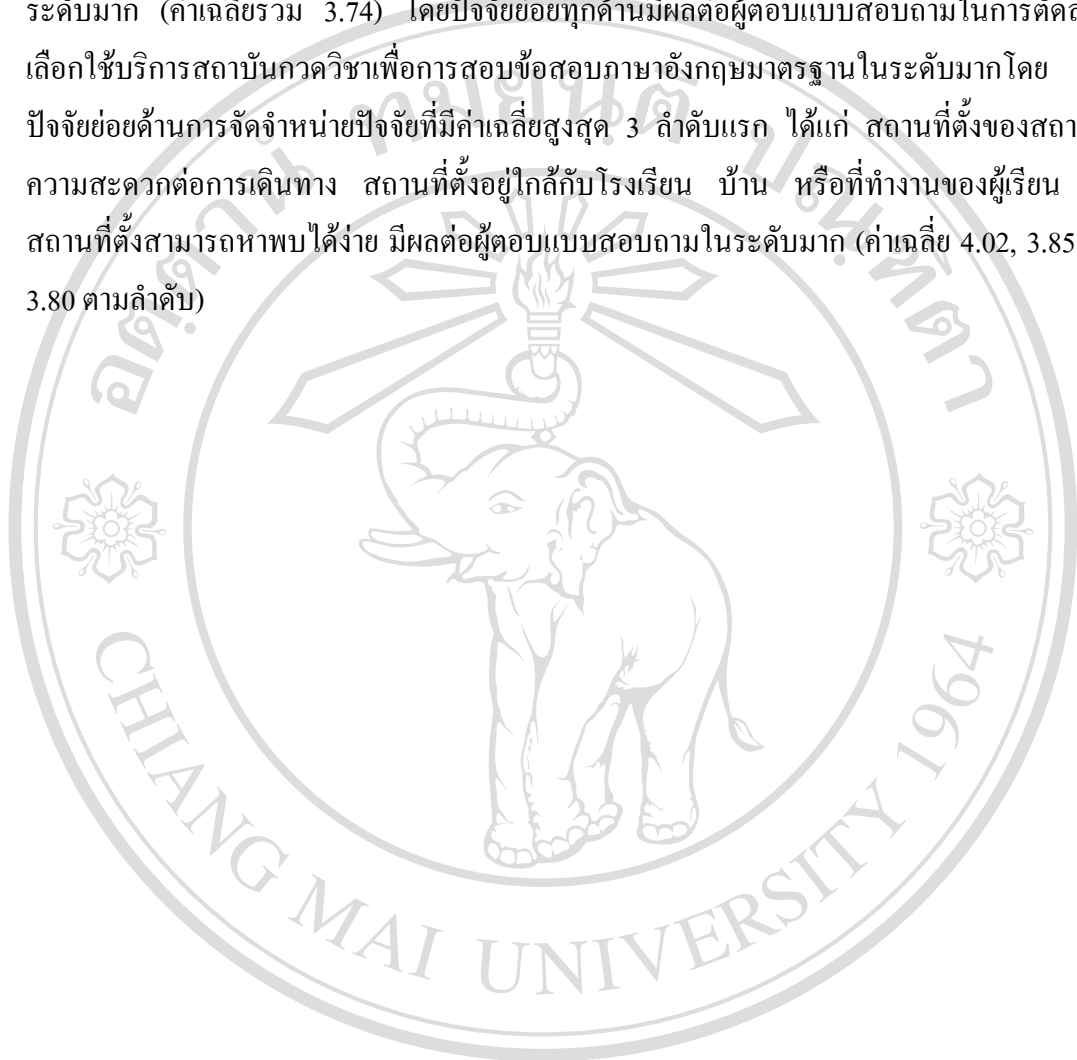 ระดับมาก (ค่าเฉลี่ยรวม 3.74) โดยปัจจัยย่อยทุกด้านมีผลต่อผู้ตอบแบบสอบถามในการตัดส
เลือกใช้บริการสถาบันกวดวิชาเพื่อการสอบข้อสอบภาษาอังกฤษมาตรฐานในระดับมากโดย
ปัจจัยย่อยด้านการจัดจำหน่ายปัจจัยที่มีค่าเฉลี่ยสูงสุด 3 ลำดับแรก ได้แก่ สถานที่ตั้งของสถา
ความสะดวกต่อการเดินทาง สถานที่ตั้งอยู่ใกล้กับโรงเรียน บ้าน หรือที่ทำงานของผู้เรียน
สถานที่ตั้งสามารถหาพบได้ง่าย มีผลต่อผู้ตอบแบบสอบถามในระดับมาก (ค่าเฉลี่ย 4.02, 3.85
3.80 ตามลำดับ)
อตฺตานํ ทมยนฺติ ปณฺฑิตา
CHIANG MAI UNIVERSITY 1964